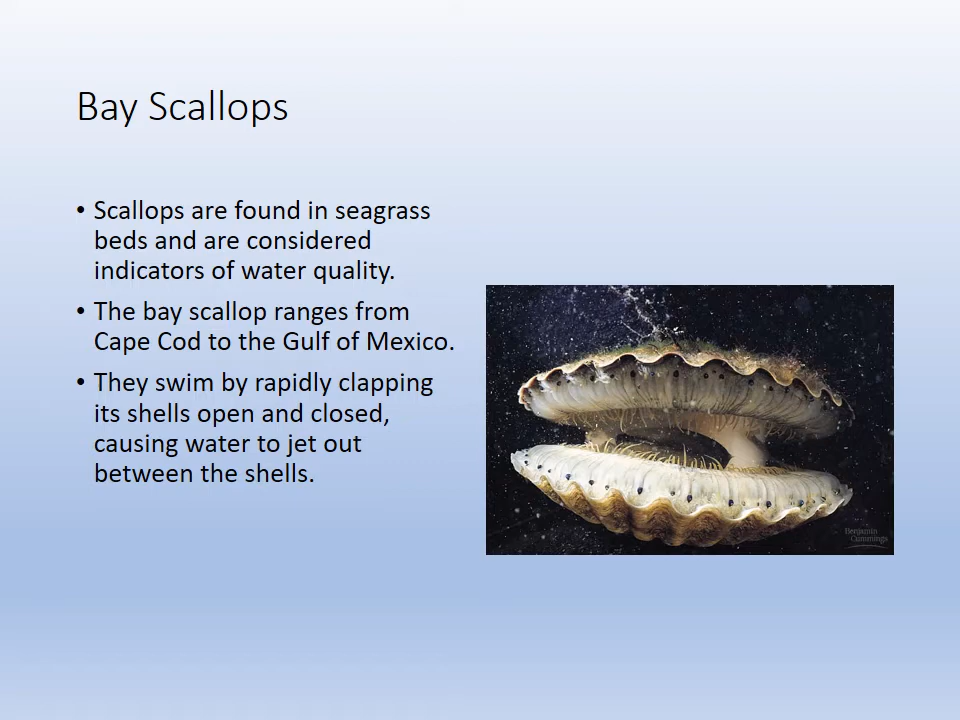 Bay Scallops
• Scallops are found in seagrass
beds and are considered
indicators of water quality.
• The bay scallop ranges from
Cape Cod to the Gulf of Mexico.
• They swim by rapidly clapping
its shells open and closed,
causing water to jet out
between the shells.
Benjamin
Cummings